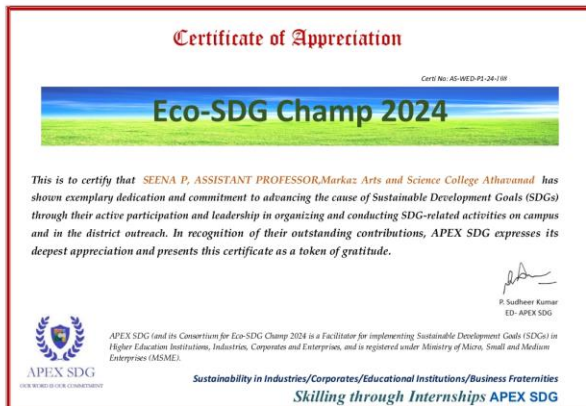 Certificate of Appreciation
Certi No: AS-WED-P1-24-198
Eco-SDG Champ 2024
This is to certify that SEENA P, ASSISTANT PROFESSOR,Markaz Arts and Science College Athavanad has
shown exemplary dedication and commitment to advancing the cause of Sustainable Development Goals (SDGs)
through their active participation and leadership in organizing and conducting SDG-related activities on campus
and in the district outreach. In recognition of their outstanding contributions, APEX SDG expresses its
deepest appreciation and presents this certificate as a token of gratitude.
P. Sudheer Kumar
ED- APEX SDG
APEX SDG (and its Consortium for Eco-SDG Champ 2024 is a Facilitator for implementing Sustainable Development Goals (SDGs) in
Higher Education Institutions, Industries, Corporates and Enterprises, and is registered under Ministry of Micro, Small and Medium
Enterprises (MSME).
APEX SDG
OUR WORD IS OUR COMMITMENT
Sustainability in Industries/Corporates/Educational Institutions/Business Fraternities
Skilling through Internships APEX SDG